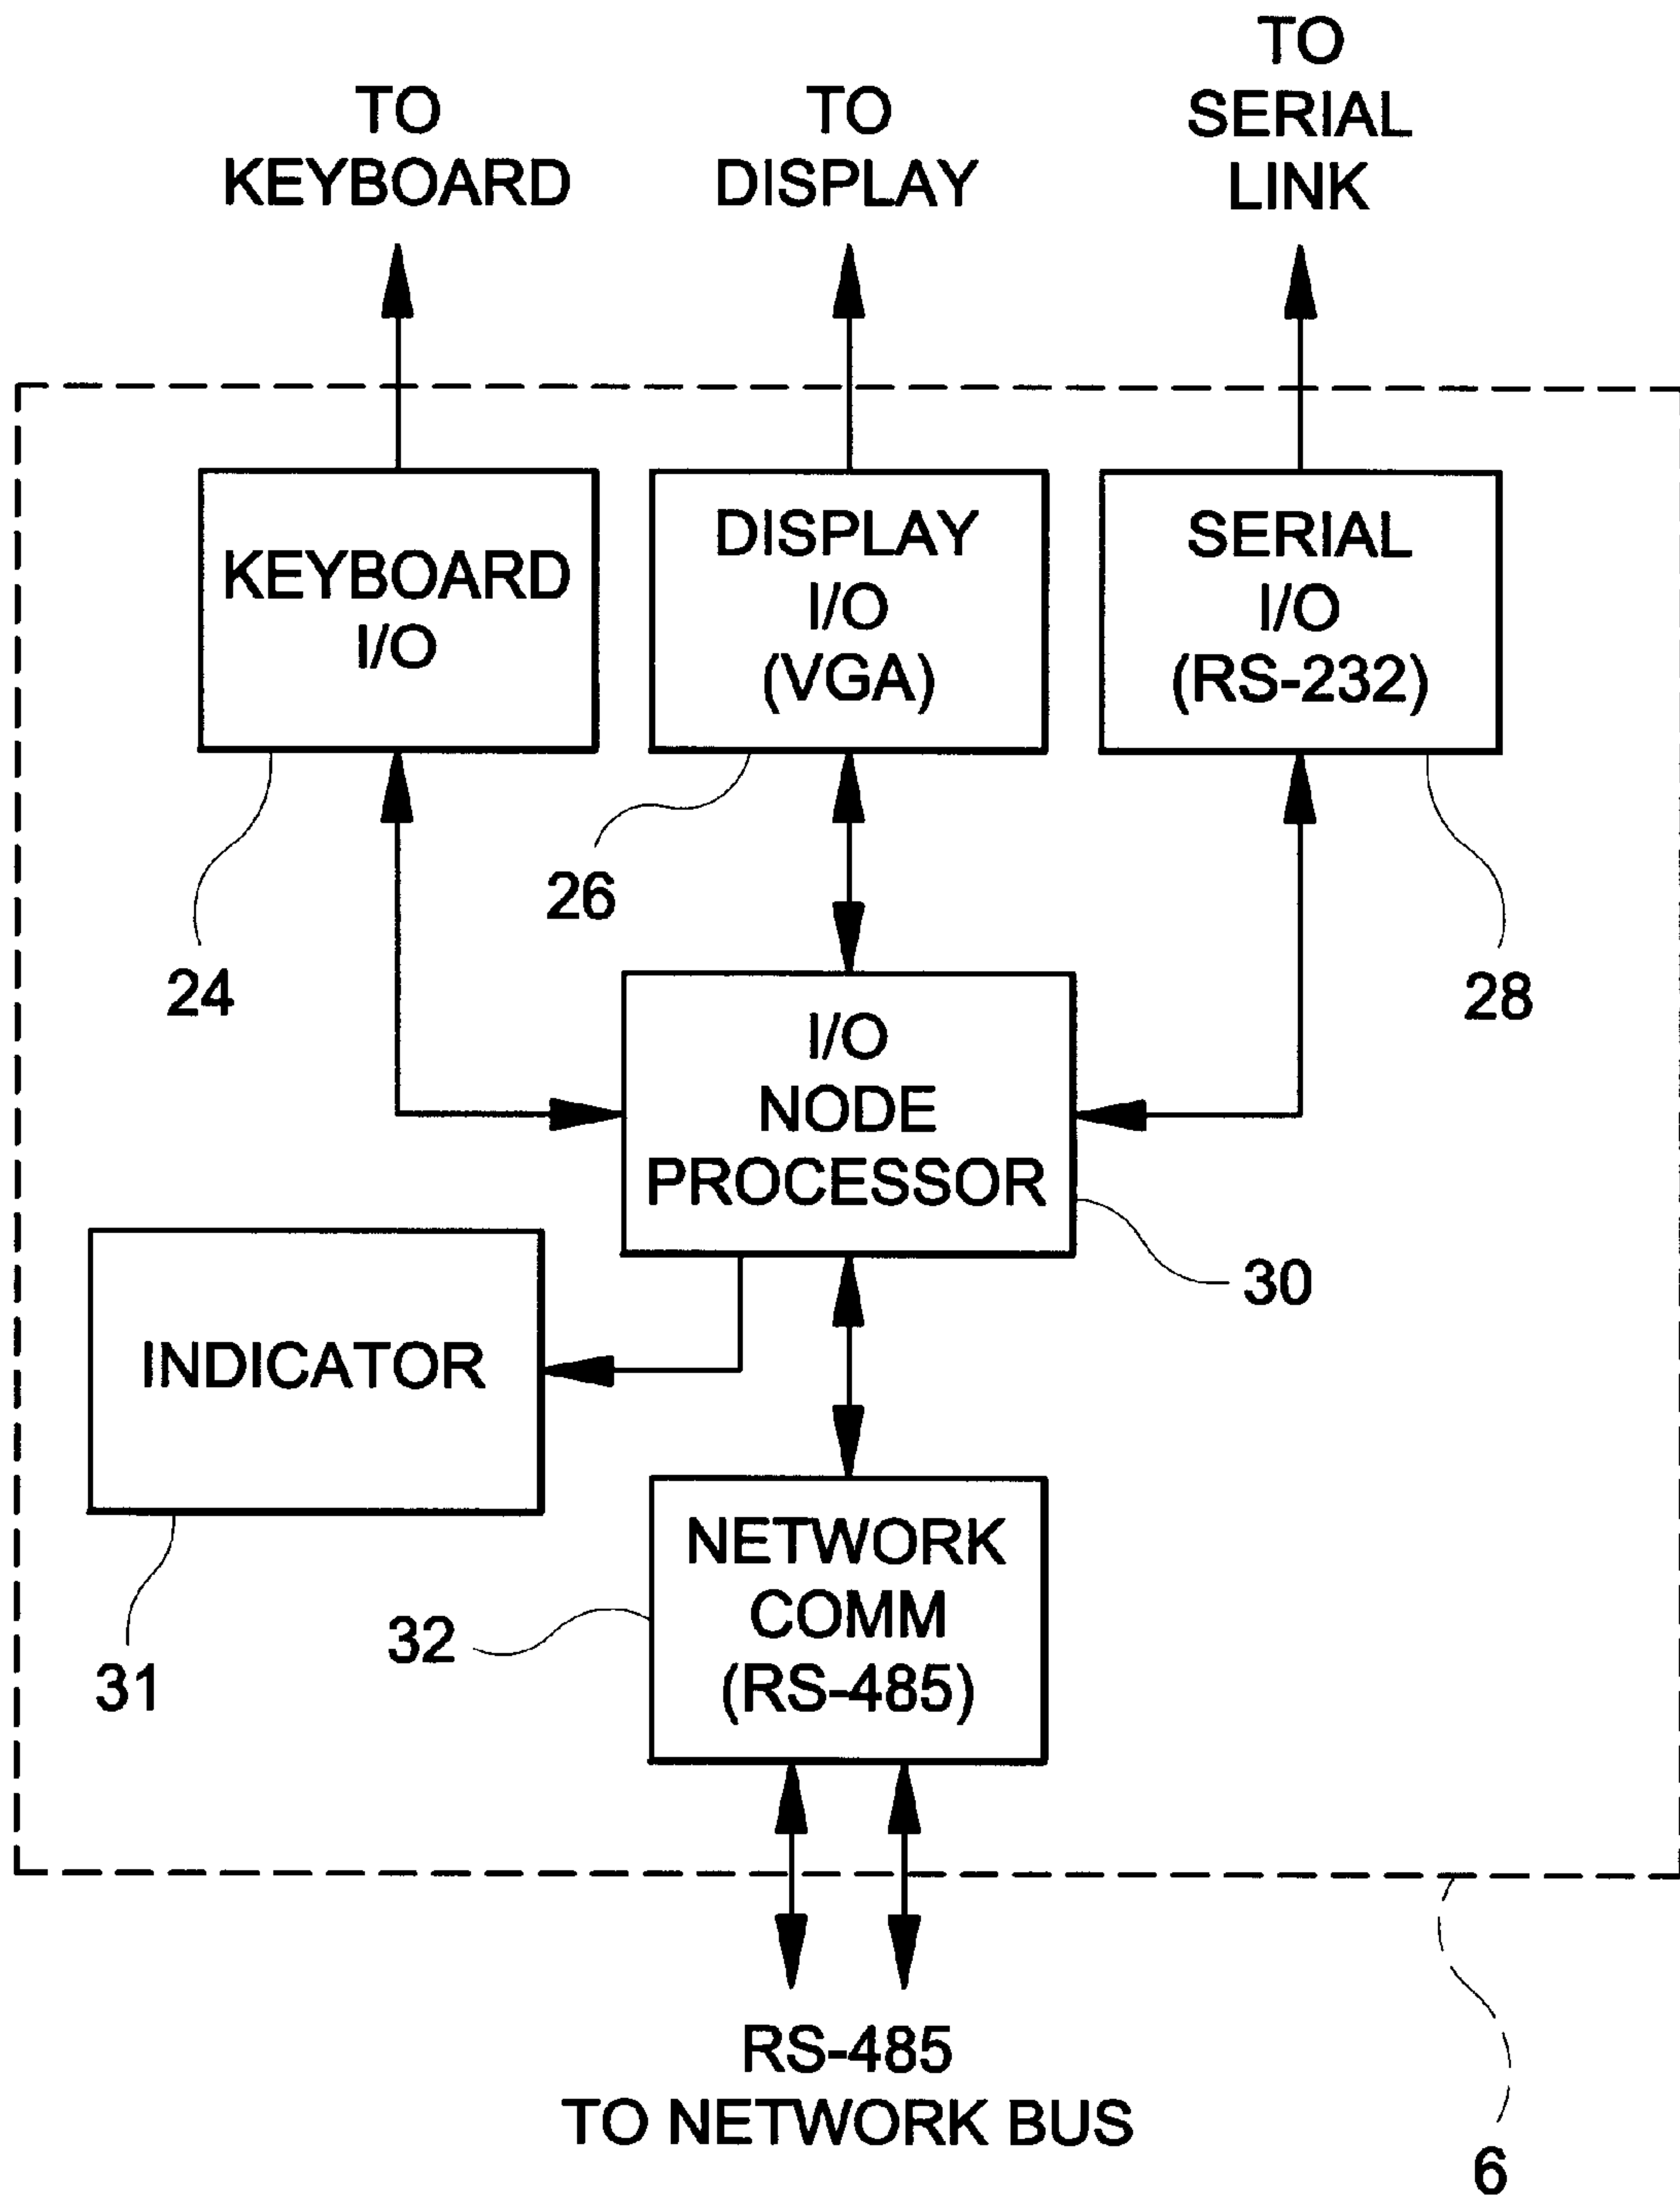 TO
KEYBOARD
TO
DISPLAY
TO
SERIAL
LINK
KEYBOARD
I/O
DISPLAY
I/O
(VGA)
SERIAL
I/O
(RS-232)
24
26
28
I/O
NODE
PROCESSOR
30
INDICATOR
31
32
NETWORK
COMM
(RS-485)
RS-485
TO NETWORK BUS
6